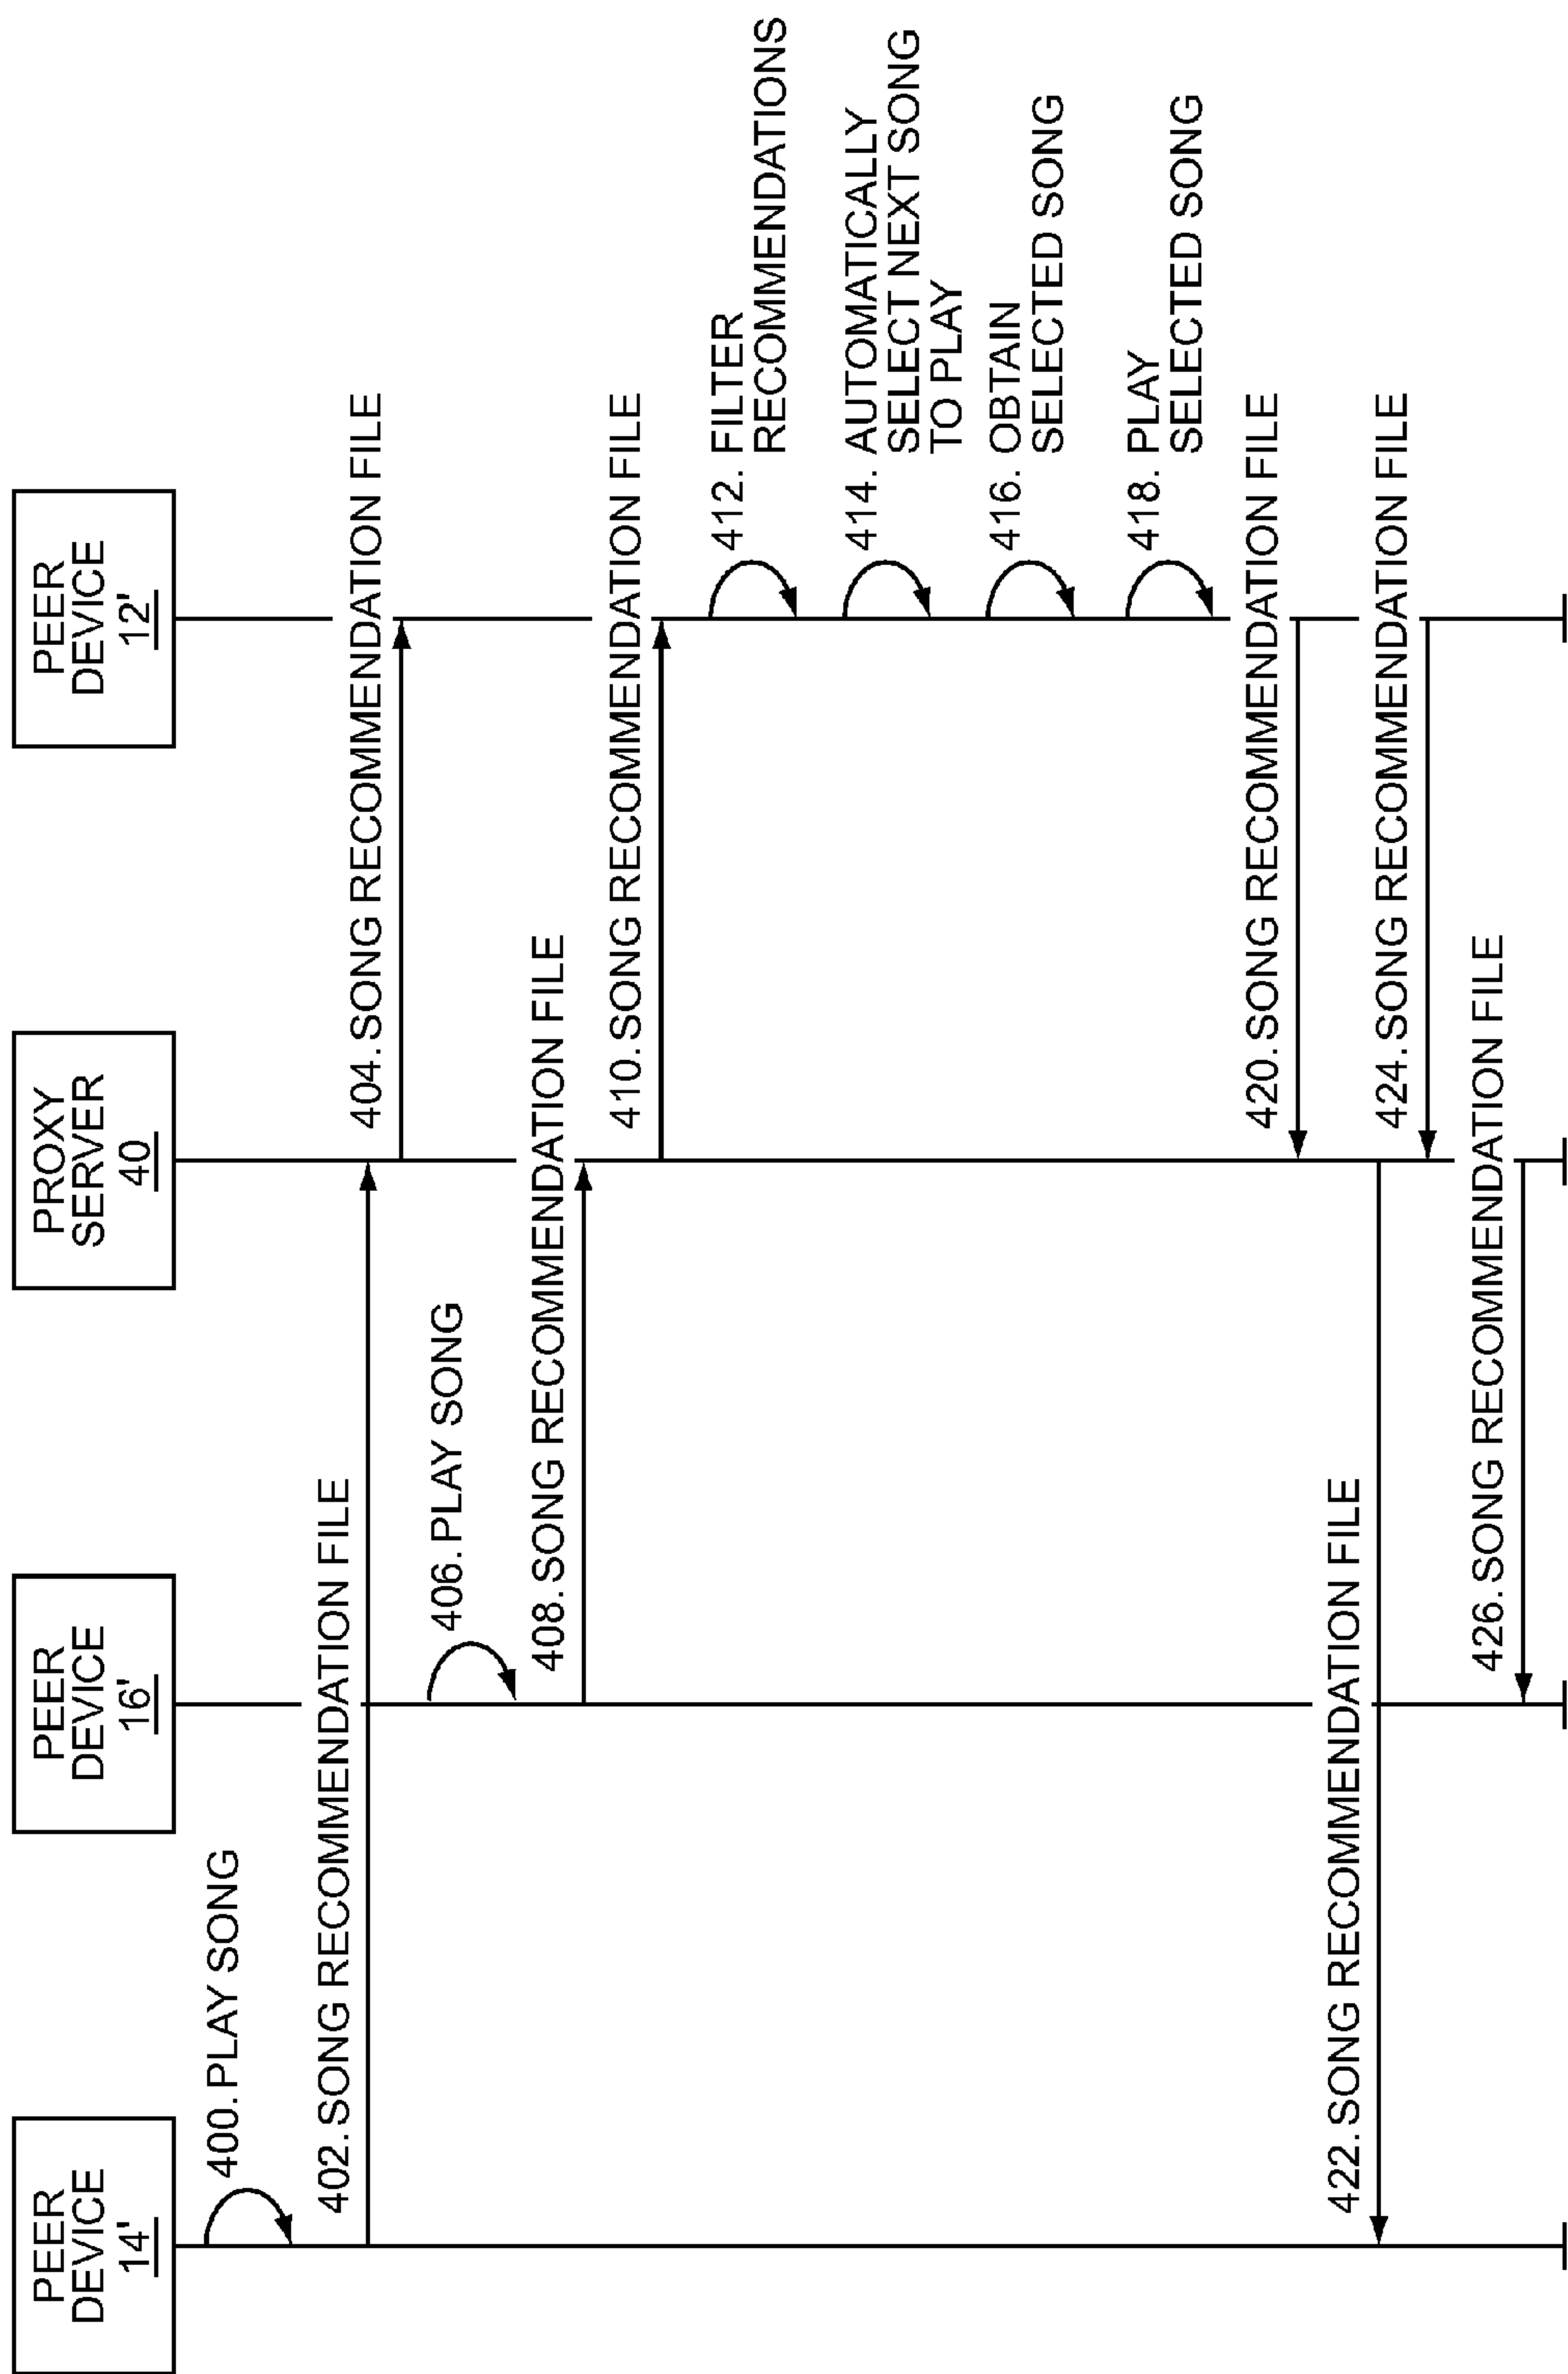 PEER
DEVICE
14'
PEER
DEVICE
16'
PROXY
SERVER
40
PEER
DEVICE
12'
400. PLAY SONG
402. SONG RECOMMENDATION FILE
404. SONG RECOMMENDATION FILE
406. PLAY SONG
408. SONG RECOMMENDATION FILE
410. SONG RECOMMENDATION FILE
412. FILTER
RECOMMENDATIONS
414. AUTOMATICALLY
SELECT NEXT SONG
TO PLAY
416. OBTAIN
SELECTED SONG
418. PLAY
SELECTED SONG
420. SONG RECOMMENDATION FILE
422. SONG RECOMMENDATION FILE
424. SONG RECOMMENDATION FILE
426. SONG RECOMMENDATION FILE